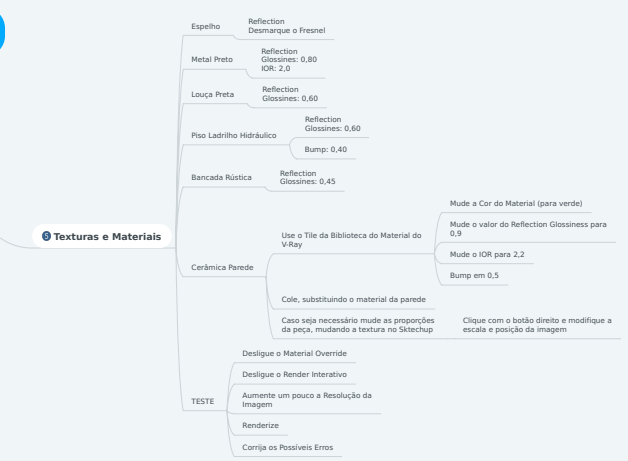 Espelho
Reflection
Desmarque o Fresnel
Metal Preto
Reflection
Glossines: 0,80
IOR: 2,0
Louça Preta
Reflection
Glossines: 0,60
Piso Ladrilho Hidráulico
Reflection
Glossines: 0,60
Bump: 0,40
Bancada Rústica
Reflection
Glossines: 0,45
5 Texturas e Materiais
Cerâmica Parede
Use o Tile da Biblioteca do Material do
V-Ray
Mude a Cor do Material (para verde)
Mude o valor do Reflection Glossiness para
0,9
Mude o IOR para 2,2
Bump em 0,5
Cole, substituindo o material da parede
Caso seja necessário mude as proporções
da peça, mudando a textura no Sktechup
Clique com o botão direito e modifique a
escala e posição da imagem
TESTE
Desligue o Material Override
Desligue o Render Interativo
Aumente um pouco a Resolução da
Imagem
Renderize
Corrija os Possíveis Erros